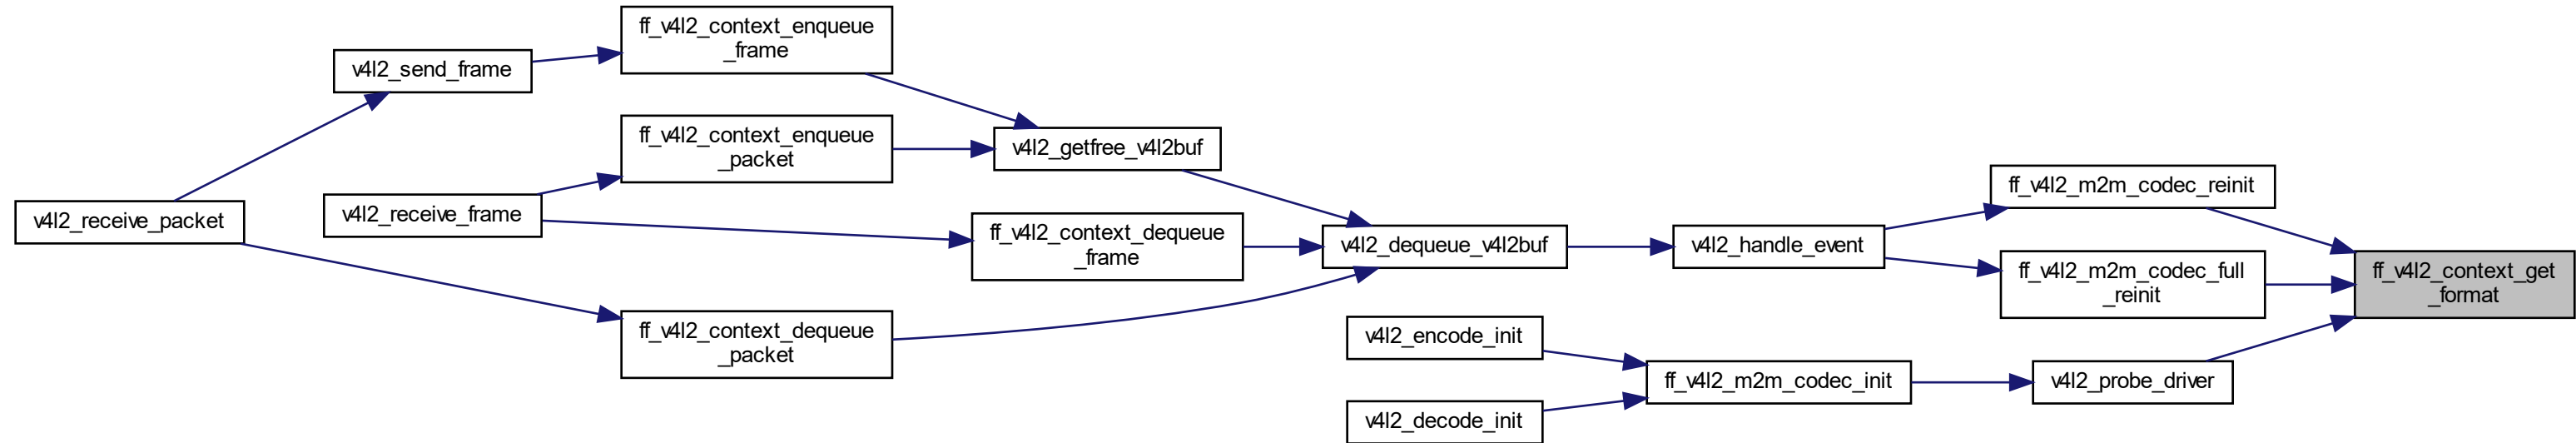 ff_v4l2_context_enqueue
_frame
v4l2_send_frame
ff_v4l2_context_enqueue
_packet
v4l2_getfree_v4l2buf
v4l2_receive_packet
v4l2_receive_frame
ff_v4l2_context_dequeue
_frame
v4l2_dequeue_v4l2buf
v4l2_handle_event
ff_v4l2_m2m_codec_reinit
ff_v4l2_m2m_codec_full
_reinit
ff_v4l2_context_get
_format
ff_v4l2_context_dequeue
_packet
v4l2_encode_init
ff_v4l2_m2m_codec_init
v4l2_probe_driver
v4l2_decode_init